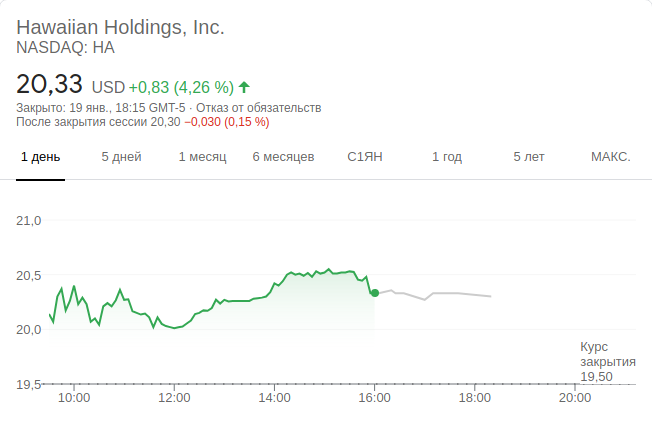 Hawaiian Holdings, Inc.
NASDAQ: HA
20,33 USD +0,83 (4,26 %)
Закрыто: 19 янв., 18:15 GMT-5 · Отказ от обязательств
После закрытия сессии 20,30 −0,030 (0,15 %)
1 день 5 дней 1 месяц 6 месяцев С1ЯН 1 год 5 лет МАКС.
21,0
20,5
20,0
Курс
закрытия
19,50
19,5
10:00 12:00 14:00 16:00 18:00 20:00